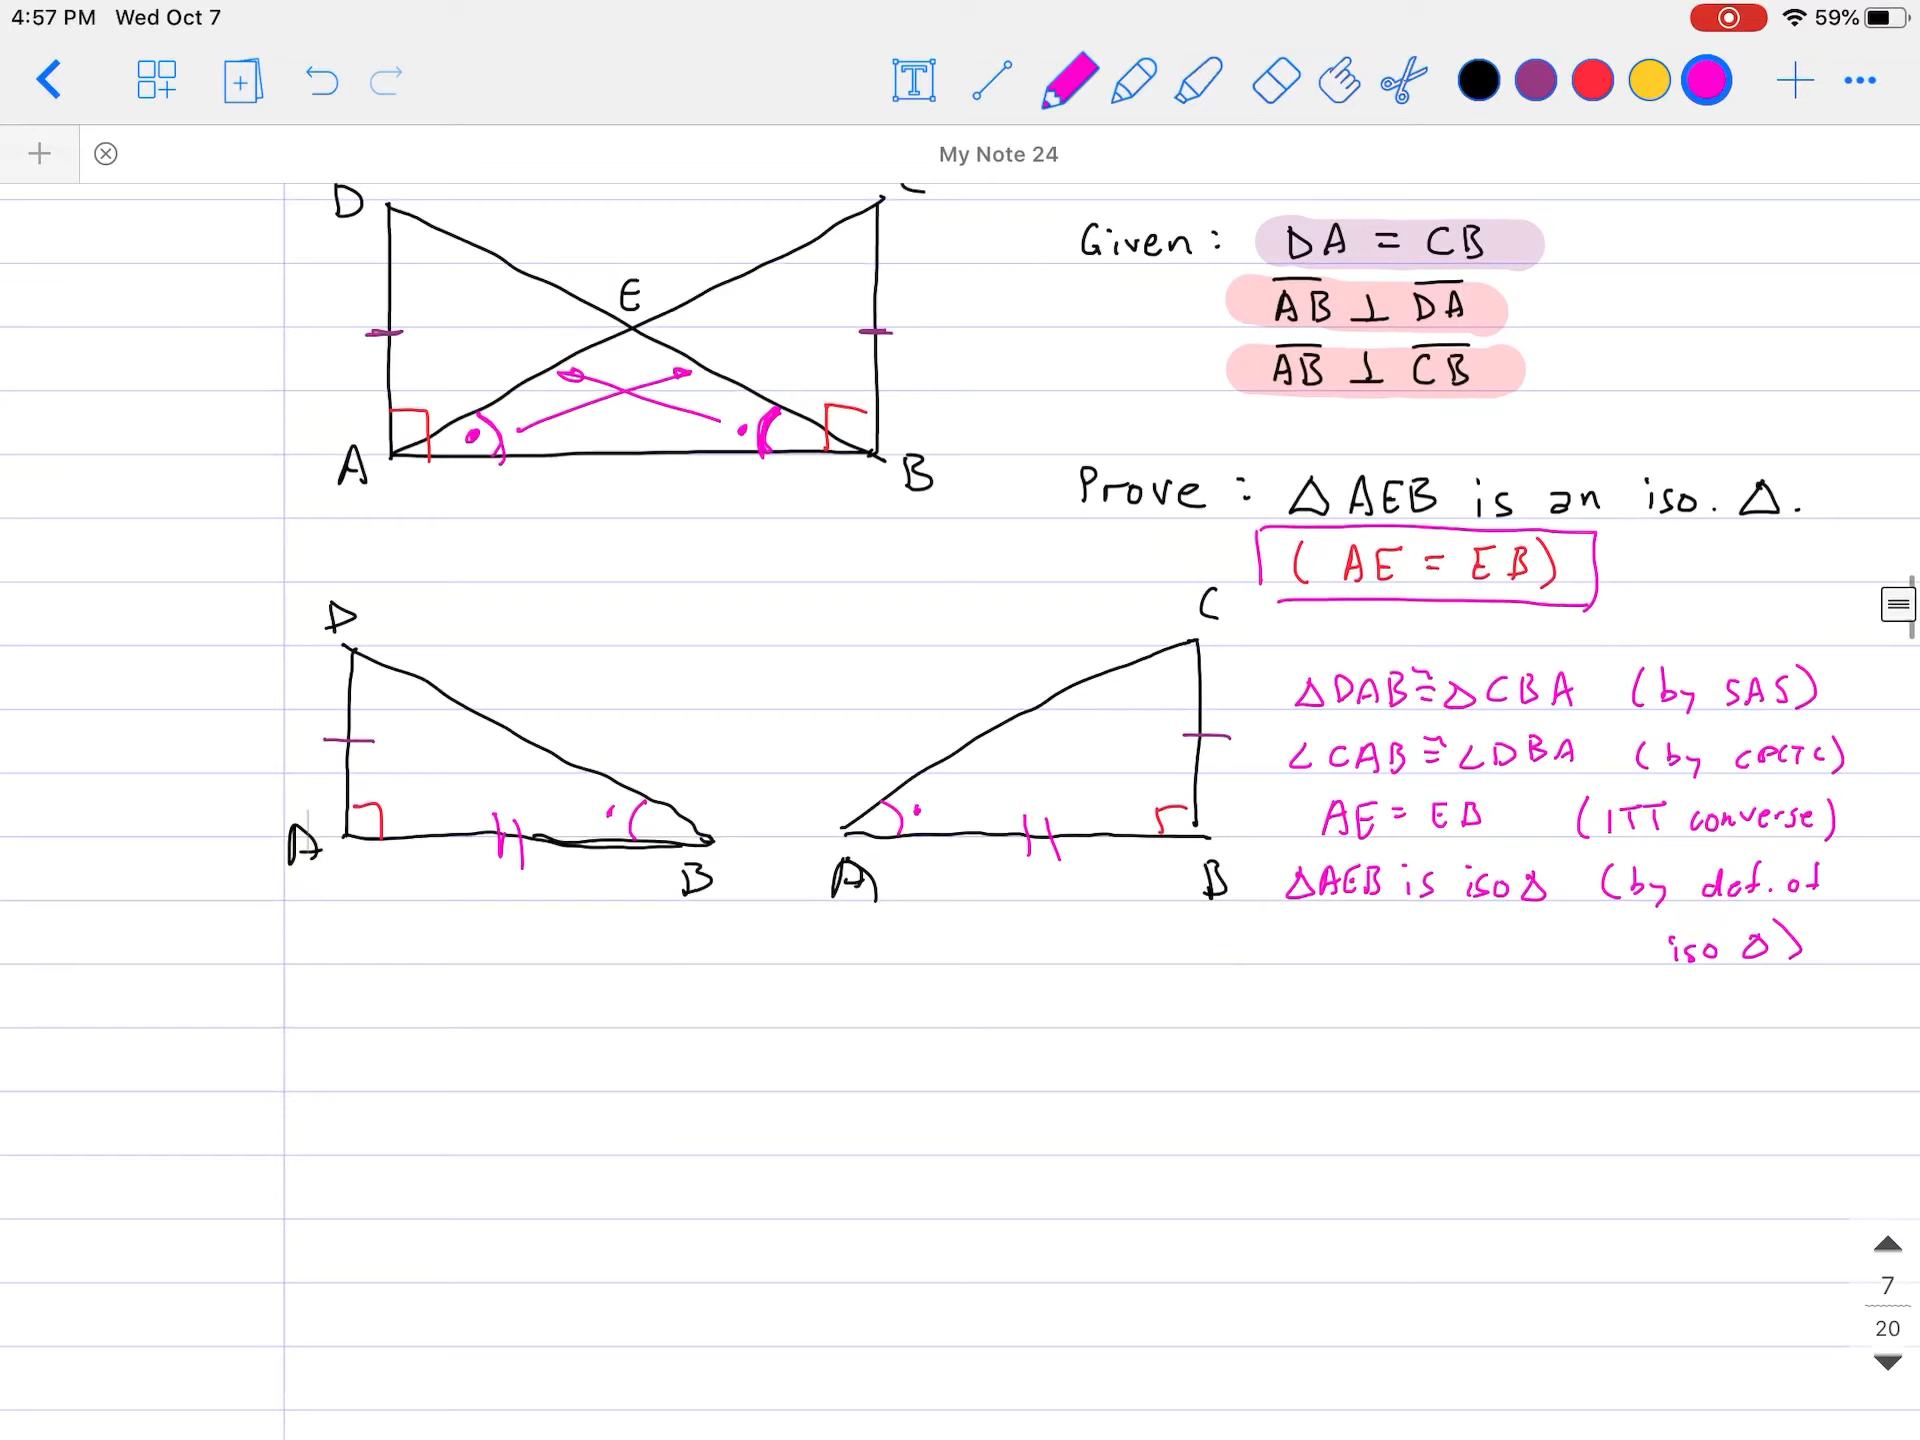 4:57 PM Wed Oct 7
59%
T
My Note 24
D
E
A
B
Given : DA = CB
AB ⊥ DA
AB ⊥ CB
Prove : △ AEB is an iso. △.
( AE = EB )
D
A
B
C
A
B
△DAB ≅ △CBA (by SAS)
∠CAB ≅ ∠DBA (by CPCTC)
AE = EB (ITT converse)
△AEB is iso △ (by def. of
iso △)
7
20